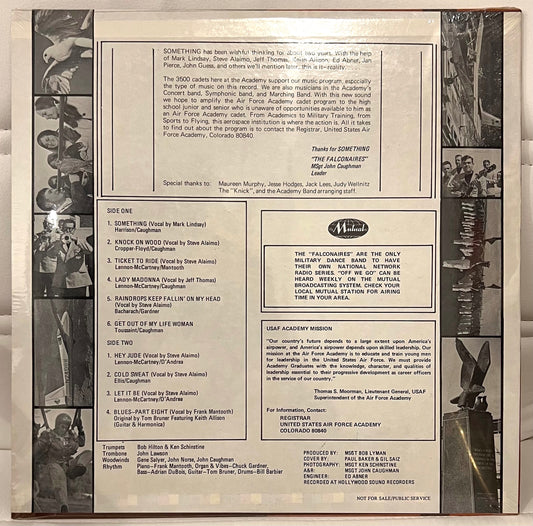 SOMETHING has been wishful thinking for about two years. With the help
of Mark Lindsay, Steve Alaimo, Jeff Thomas, Keith Allison, Ed Abner, Jan
Pierce, John Guess, and others we'll mention later, this is it--reality.
The 3500 cadets here at the Academy support our music program, especially
the type of music on this record. We are also musicians in the Academy's
Concert band, Symphonic band, and Marching Band. With this new sound
we hope to amplify the Air Force Academy cadet program to the high
school junior and senior who is unaware of opportunities available to him as
an Air Force Academy cadet. From Academics to Military Training, from
Sports to Flying, this aerospace institution is where the action is. All it takes
to find out about the program is to contact the Registrar, United States Air
Force Academy, Colorado 80840.
Thanks for SOMETHING
"THE FALCONAIRES"
MSgt John Caughman
Leader
Special thanks to: Maureen Murphy, Jesse Hodges, Jack Lees, Judy Wellnitz
The "Knick", and the Academy Band arranging staff.
SIDE ONE
1. SOMETHING (Vocal by Mark Lindsay)
Harrison/Caughman
2. KNOCK ON WOOD (Vocal by Steve Alaimo)
Cropper-Floyd/Caughman
3. TICKET TO RIDE (Vocal by Steve Alaimo)
Lennon-McCartney/Mantooth
LADY MADONNA (Vocal by Jeff Thomas)
Lennon-McCartney/Caughman
5. RAINDROPS KEEP FALLIN' ON MY HEAD
(Vocal by Steve Alaimo)
Bacharach/Gardner
6. GET OUT OF MY LIFE WOMAN
Toussaint/Caughman
SIDE TWO
1. HEY JUDE (Vocal by Steve Alaimo)
Lennon-McCartney/D'Andrea
2. COLD SWEAT (Vocal by Steve Alaimo)
Ellis/Caughman
3. LET IT BE (Vocal by Steve Alaimo)
Lennon-McCartney/D'Andrea
4. BLUES-PART EIGHT (Vocal by Frank Mantooth)
Original by Tom Bruner Featuring Keith Allison
(Guitar & Harmonica)
Mutual
THE "FALCONAIRES" ARE THE ONLY
MILITARY DANCE BAND TO HAVE
THEIR OWN NATIONAL NETWORK
RADIO SERIES. "OFF WE GO" CAN BE
HEARD WEEKLY ON THE MUTUAL
BROADCASTING SYSTEM. CHECK YOUR
LOCAL MUTUAL STATION FOR AIRING
TIME IN YOUR AREA.
USAF ACADEMY MISSION
"Our country's future depends to a large extent upon America's
airpower, and America's airpower depends upon skilled leadership. Our
mission at the Air Force Academy is to educate and train young men
for leadership in the United States Air Force. We must provide
Academy Graduates with the knowledge, character, and qualities of
leadership essential to their progressive development as career officers
in the service of our country."
Thomas S. Moorman, Lieutenant General, USAF
Superintendent of the Air Force Academy
For Information, Contact:
REGISTRAR
UNITED STATES AIR FORCE ACADEMY
COLORADO 80840
Trumpets Bob Hilton & Ken Schinstine
Trombone John Lawson
Woodwinds Gene Salyer, John Norse, John Caughman
Rhythm Piano-Frank Mantooth, Organ & Vibes-Chuck Gardner,
Bass-Adrian DuBois, Guitar-Tom Bruner, Drums-Bill Barbier
PRODUCED BY: MSGT BOB LYMAN
COVER BY: PAUL BAKER & GIL SAIZ
PHOTOGRAPHY: MSGT KEN SCHINSTINE
A&R: MSGT JOHN CAUGHMAN
ENGINEER: ED ABNER
RECORDED AT HOLLYWOOD SOUND RECORDERS
NOT FOR SALE/PUBLIC SERVICE